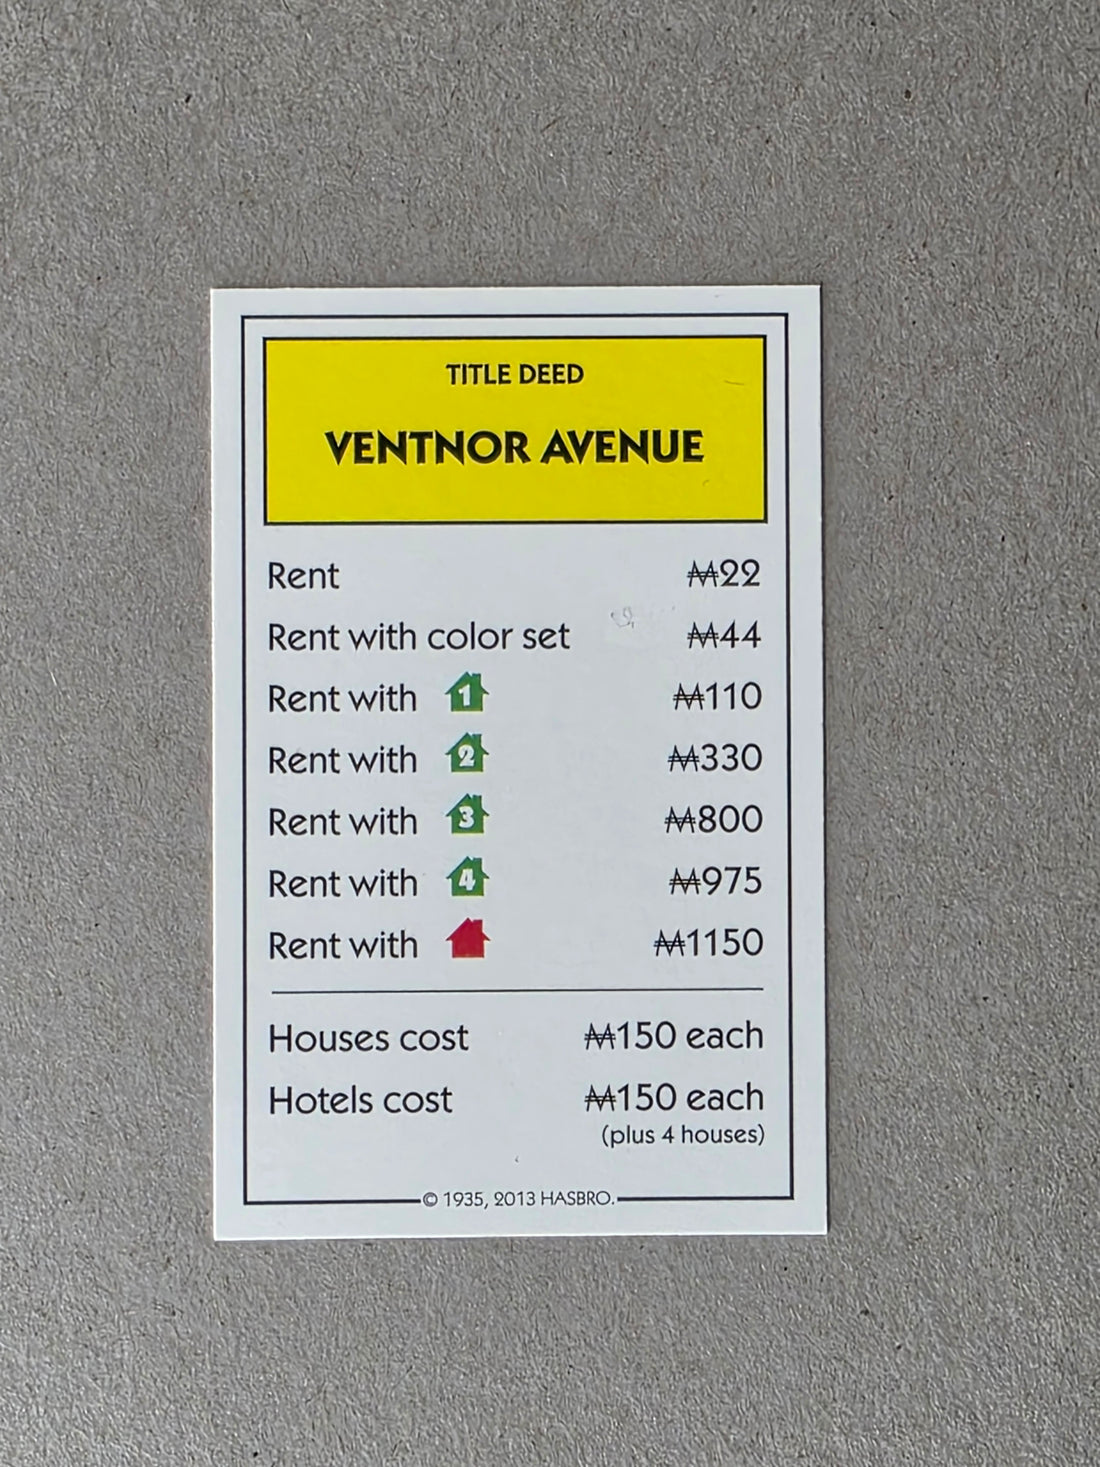 TITLE DEED
VENTNOR AVENUE
Rent ₩22
Rent with color set ₩44
Rent with 1 ₩110
Rent with 2 ₩330
Rent with 3 ₩800
Rent with 4 ₩975
Rent with ₩1150
Houses cost ₩150 each
Hotels cost ₩150 each
(plus 4 houses)
© 1935, 2013 HASBRO.